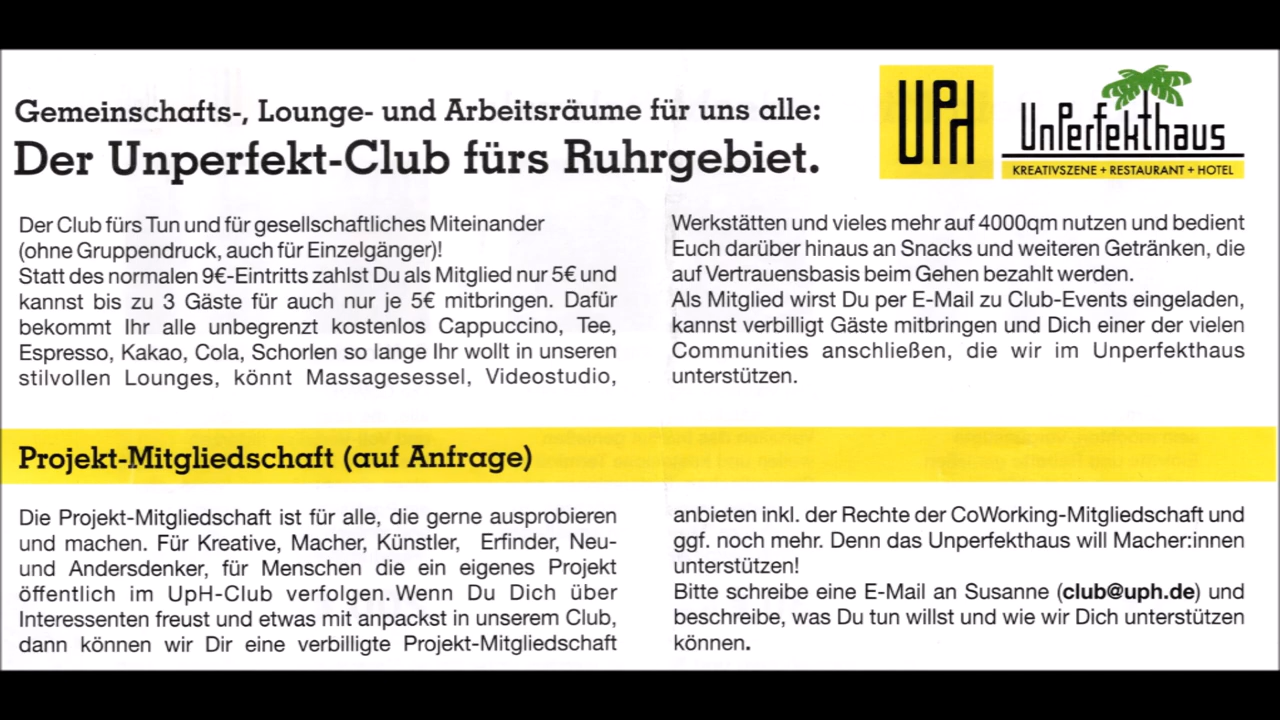 Gemeinschafts-, Lounge- und Arbeitsräume für uns alle:
Der Unperfekt-Club fürs Ruhrgebiet.
UPH
UnPerfekthaus
KREATIVSZENE + RESTAURANT + HOTEL
Der Club fürs Tun und für gesellschaftliches Miteinander
(ohne Gruppendruck, auch für Einzelgänger)!
Statt des normalen 9€-Eintritts zahlst Du als Mitglied nur 5€ und
kannst bis zu 3 Gäste für auch nur je 5€ mitbringen. Dafür
bekommt Ihr alle unbegrenzt kostenlos Cappuccino, Tee,
Espresso, Kakao, Cola, Schorlen so lange Ihr wollt in unseren
stilvollen Lounges, könnt Massagesessel, Videostudio,
Werkstätten und vieles mehr auf 4000qm nutzen und bedient
Euch darüber hinaus an Snacks und weiteren Getränken, die
auf Vertrauensbasis beim Gehen bezahlt werden.
Als Mitglied wirst Du per E-Mail zu Club-Events eingeladen,
kannst verbilligt Gäste mitbringen und Dich einer der vielen
Communities anschließen, die wir im Unperfekthaus
unterstützen.
Projekt-Mitgliedschaft (auf Anfrage)
Die Projekt-Mitgliedschaft ist für alle, die gerne ausprobieren
und machen. Für Kreative, Macher, Künstler, Erfinder, Neu-
und Andersdenker, für Menschen die ein eigenes Projekt
öffentlich im UpH-Club verfolgen. Wenn Du Dich über
Interessenten freust und etwas mit anpackst in unserem Club,
dann können wir Dir eine verbilligte Projekt-Mitgliedschaft
anbieten inkl. der Rechte der CoWorking-Mitgliedschaft und
ggf. noch mehr. Denn das Unperfekthaus will Macher:innen
unterstützen!
Bitte schreibe eine E-Mail an Susanne (club@uph.de) und
beschreibe, was Du tun willst und wie wir Dich unterstützen
können.